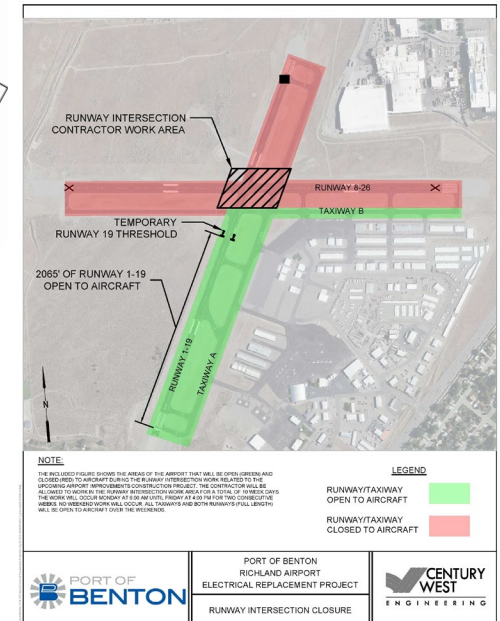 RUNWAY INTERSECTION
CONTRACTOR WORK AREA
RUNWAY 8-26
TAXIWAY B
TEMPORARY
RUNWAY 19 THRESHOLD
2065' OF RUNWAY 1-19
OPEN TO AIRCRAFT
RUNWAY 1-19
TAXIWAY A
N
NOTE:
THE INCLUDED FIGURE SHOWS THE AREAS OF THE AIRPORT THAT WILL BE OPEN (GREEN) AND
CLOSED (RED) TO AIRCRAFT DURING THE RUNWAY INTERSECTION WORK RELATED TO THE
UPCOMING AIRPORT IMPROVEMENTS CONSTRUCTION PROJECT. THE CONTRACTOR WILL BE
ALLOWED TO WORK IN THE RUNWAY INTERSECTION WORK AREA FOR A TOTAL OF 10 WEEK DAYS
THE WORK WILL OCCUR MONDAY AT 6:00 AM UNTIL FRIDAY AT 4:00 PM FOR TWO CONSECUTIVE
WEEKS. NO WEEKEND WORK WILL OCCUR. ALL TAXIWAYS AND BOTH RUNWAYS (FULL LENGTH)
WILL BE OPEN TO AIRCRAFT OVER THE WEEKENDS.
LEGEND
RUNWAY/TAXIWAY
OPEN TO AIRCRAFT
RUNWAY/TAXIWAY
CLOSED TO AIRCRAFT
PORT OF
BENTON
PORT OF BENTON
RICHLAND AIRPORT
ELECTRICAL REPLACEMENT PROJECT
RUNWAY INTERSECTION CLOSURE
CENTURY
WEST
ENGINEERING